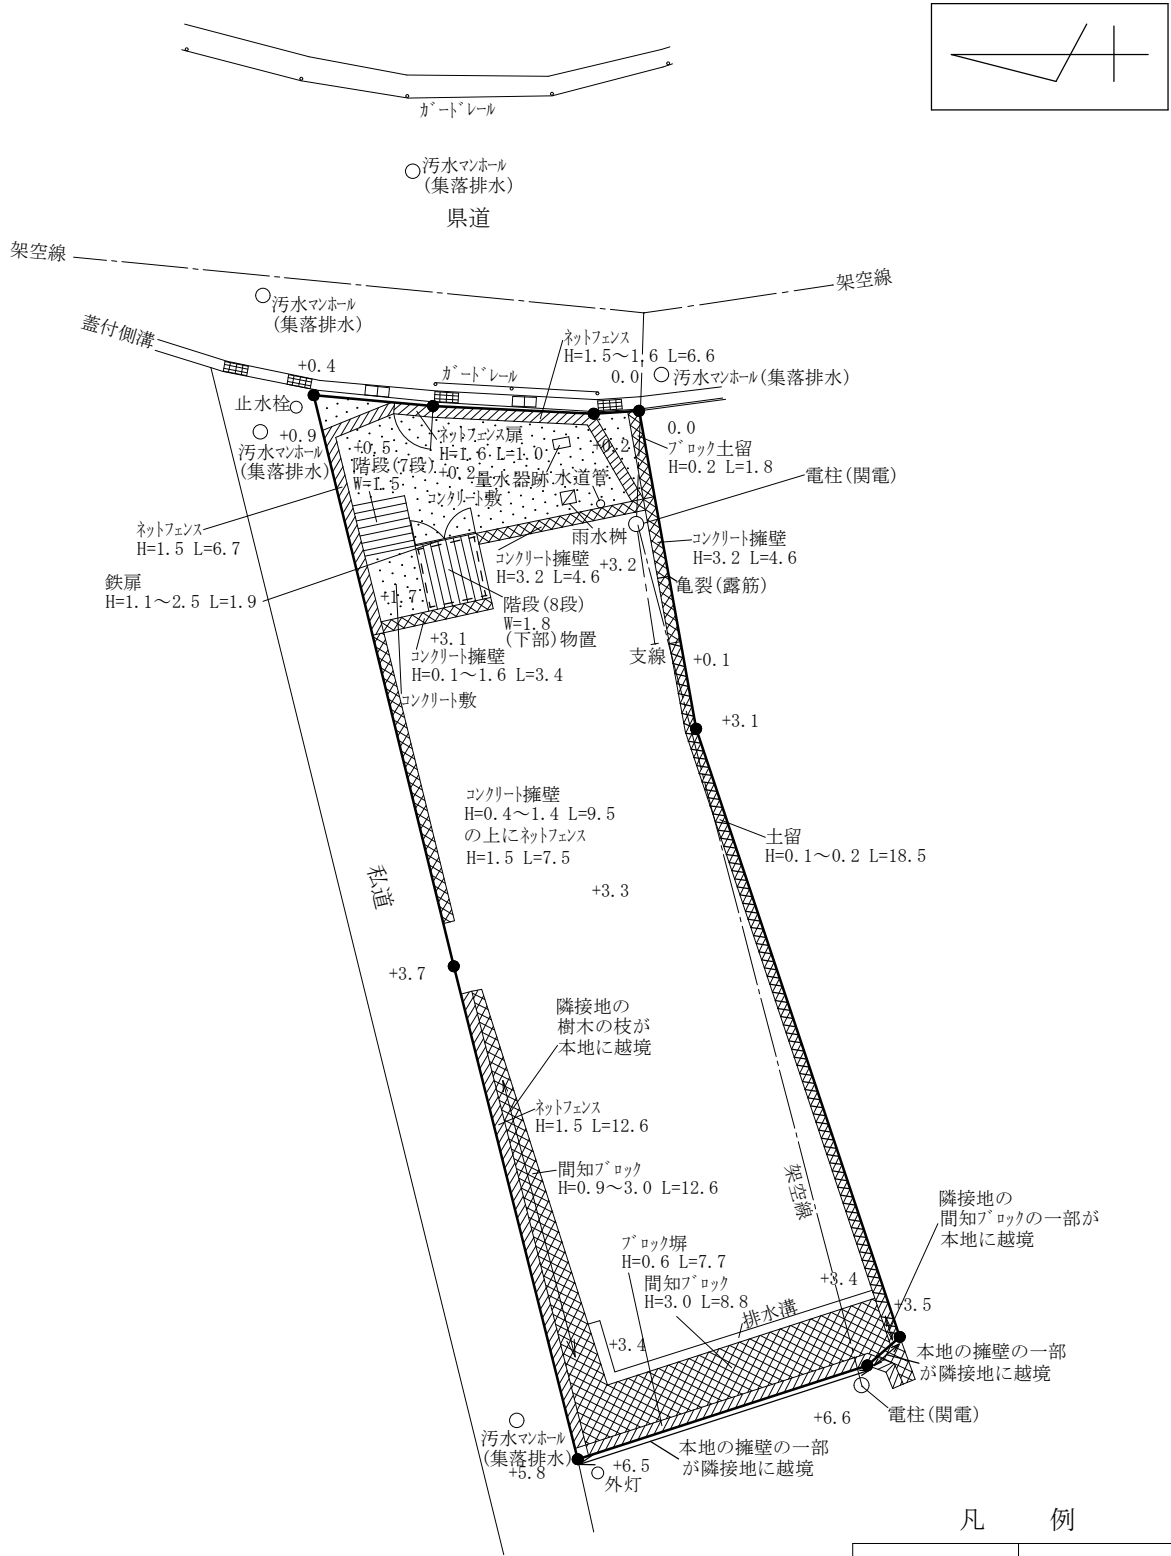 ガードレール
汚水マンホール
(集落排水)
県道
架空線
架空線
汚水マンホール
(集落排水)
蓋付側溝
ネットフェンス
H=1.5～1.6 L=6.6
+0.4
ガードレール
0.0
汚水マンホール(集落排水)
止水栓
+0.9
汚水マンホール
(集落排水)
0.0
ブロック土留
H=0.2 L=1.8
ネットフェンス扉
H=1.6 L=1.0
+0.2
+0.5
階段(7段)
W=1.5
+0.2
量水器跡
水道管
コンクリート敷
電柱(関電)
ネットフェンス
H=1.5 L=6.7
雨水桝
コンクリート擁壁
H=3.2 L=4.6
コンクリート擁壁
H=3.2 L=4.6
+3.2
亀裂(露筋)
鉄扉
H=1.1～2.5 L=1.9
+1.7
階段(8段)
W=1.8
(下部)物置
+3.1
コンクリート擁壁
H=0.1～1.6 L=3.4
支線
+0.1
コンクリート敷
+3.1
コンクリート擁壁
H=0.4～1.4 L=9.5
の上にネットフェンス
H=1.5 L=7.5
土留
H=0.1～0.2 L=18.5
私道
+3.3
+3.7
隣接地の
樹木の枝が
本地に越境
ネットフェンス
H=1.5 L=12.6
間知ブロック
H=0.9～3.0 L=12.6
架空線
隣接地の
間知ブロックの一部が
本地に越境
ブロック塀
H=0.6 L=7.7
間知ブロック
H=3.0 L=8.8
+3.4
+3.5
排水溝
+3.4
本地の擁壁の一部
が隣接地に越境
電柱(関電)
+6.6
汚水マンホール
(集落排水)
+5.8
本地の擁壁の一部
が隣接地に越境
+6.5
外灯
凡 例